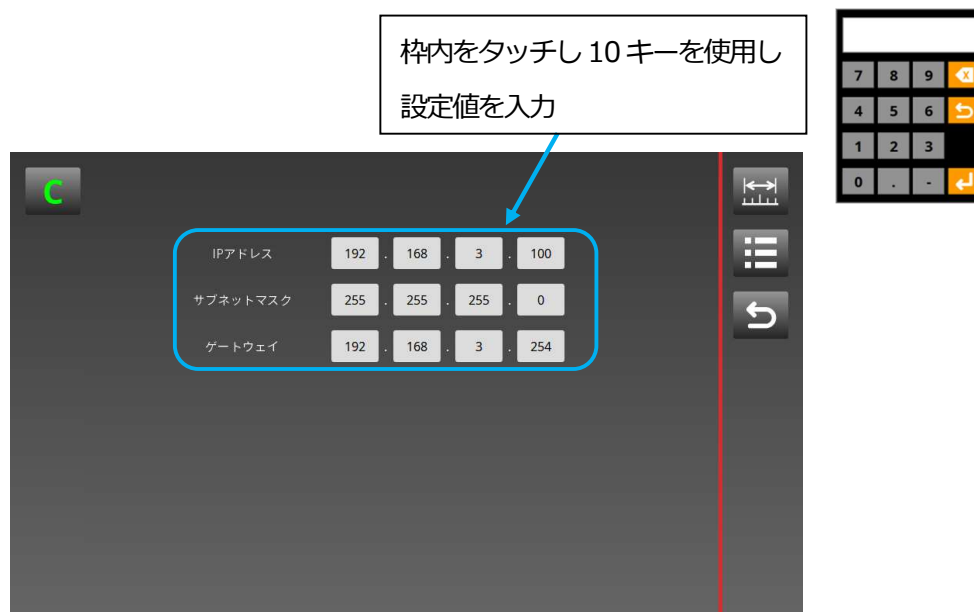 枠内をタッチし 10 キーを使用し
設定値を入力
7 8 9 X
4 5 6
1 2 3
0 . -
C
IPアドレス 192 . 168 . 3 . 100
サブネットマスク 255 . 255 . 255 . 0
ゲートウェイ 192 . 168 . 3 . 254